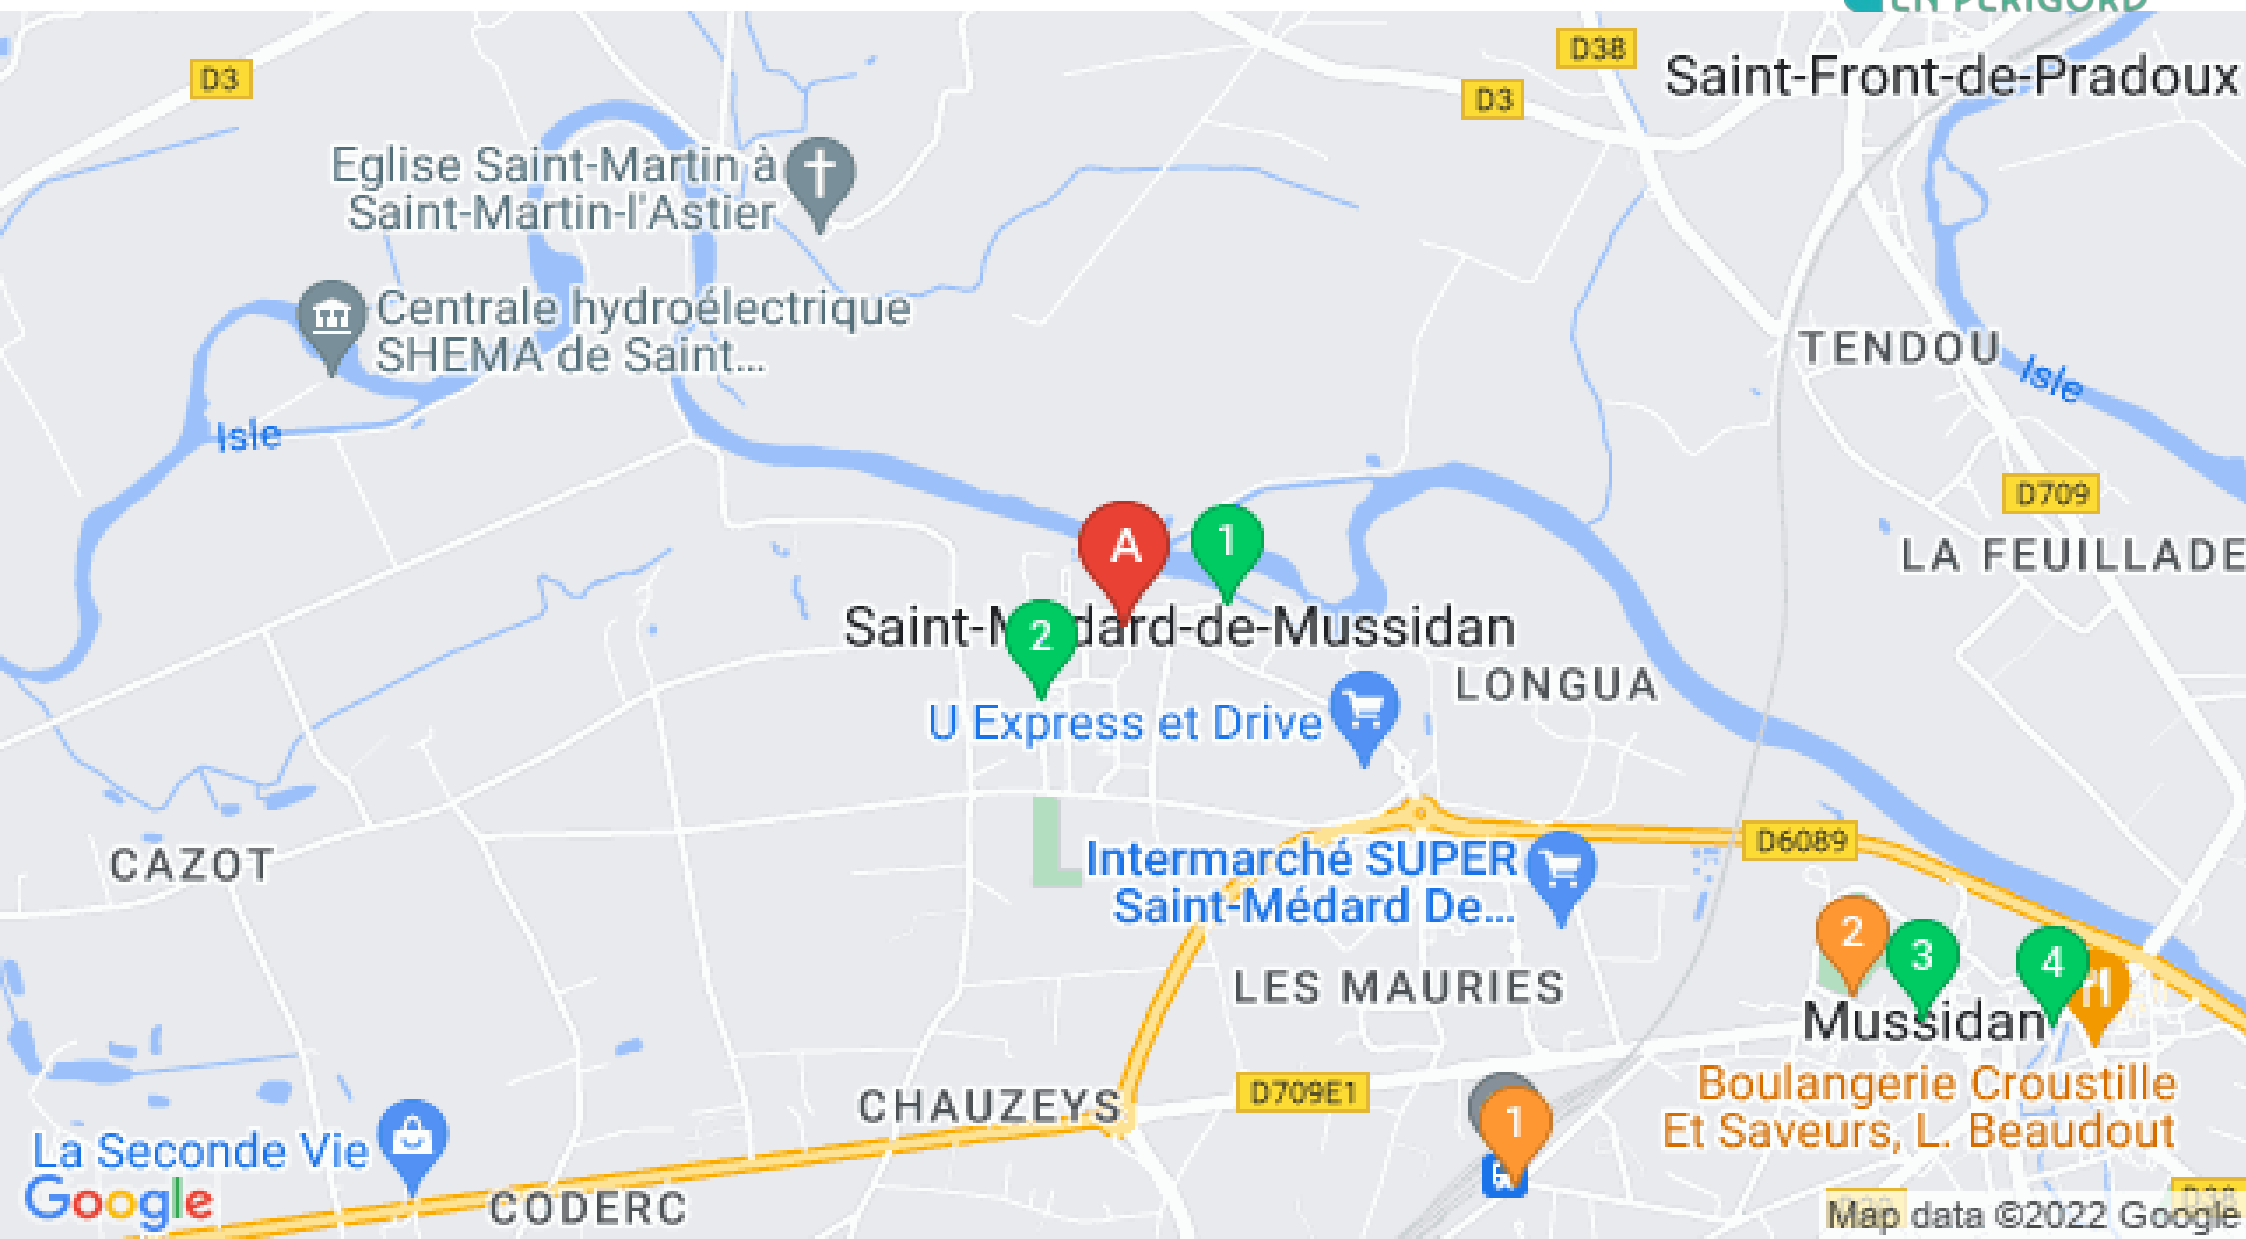 EN PÉRIGORD
D3
D38
D3
Saint-Front-de-Pradoux
Eglise Saint-Martin à
Saint-Martin-l'Astier
Centrale hydroélectrique
SHEMA de Saint...
TENDOU
Isle
Isle
D709
LA FEUILLADE
A
1
2
Saint-M dard-de-Mussidan
LONGUA
U Express et Drive
D6089
CAZOT
Intermarché SUPER
Saint-Médard De...
2
3
4
LES MAURIES
Mussidan
D709E1
CHAUZEYS
Boulangerie Croustille
Et Saveurs, L. Beaudout
1
La Seconde Vie
Google
CODERC
D38
Map data ©2022 Google